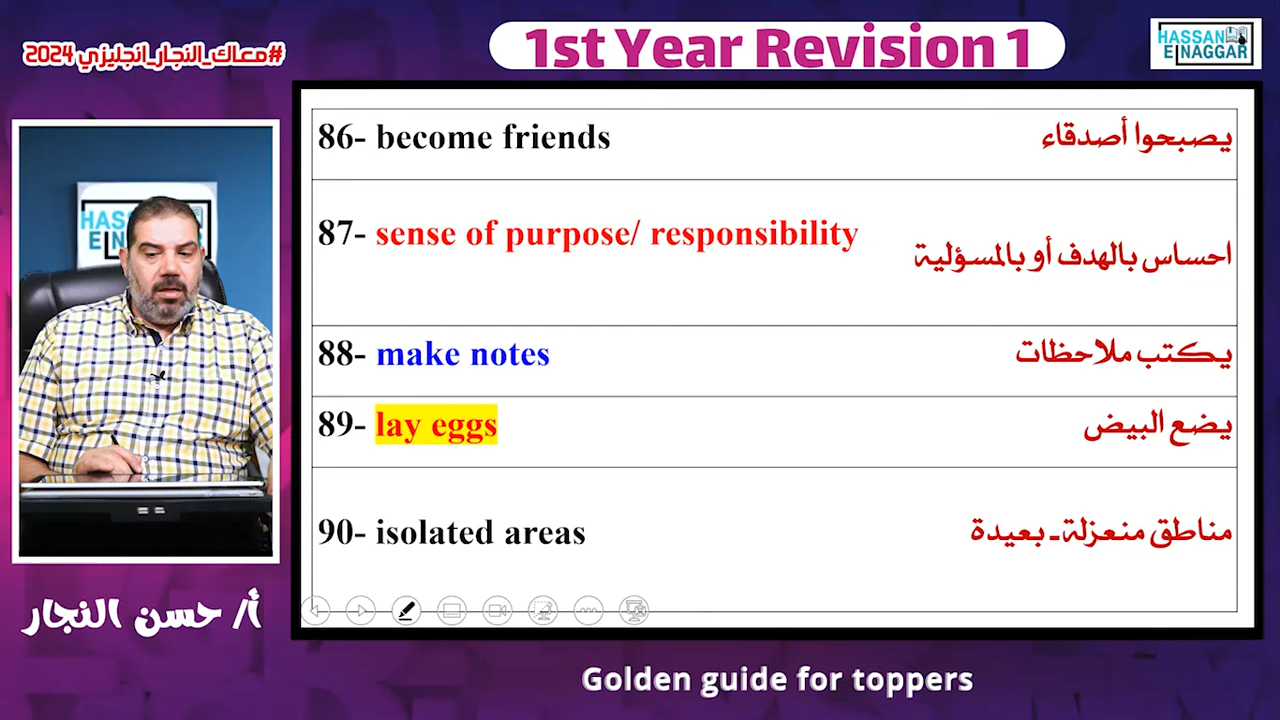 #معاك_النجار_انجليزي 2024
1st Year Revision 1
HASSAN
ELNAGGAR
86- become friends يصبحوا أصدقاء
87- sense of purpose/ responsibility احساس بالهدف أو بالمسؤلية
88- make notes يكتب ملاحظات
89- lay eggs يضع البيض
90- isolated areas مناطق منعزلة - بعيدة
أ/ حسن النجار
Golden guide for toppers